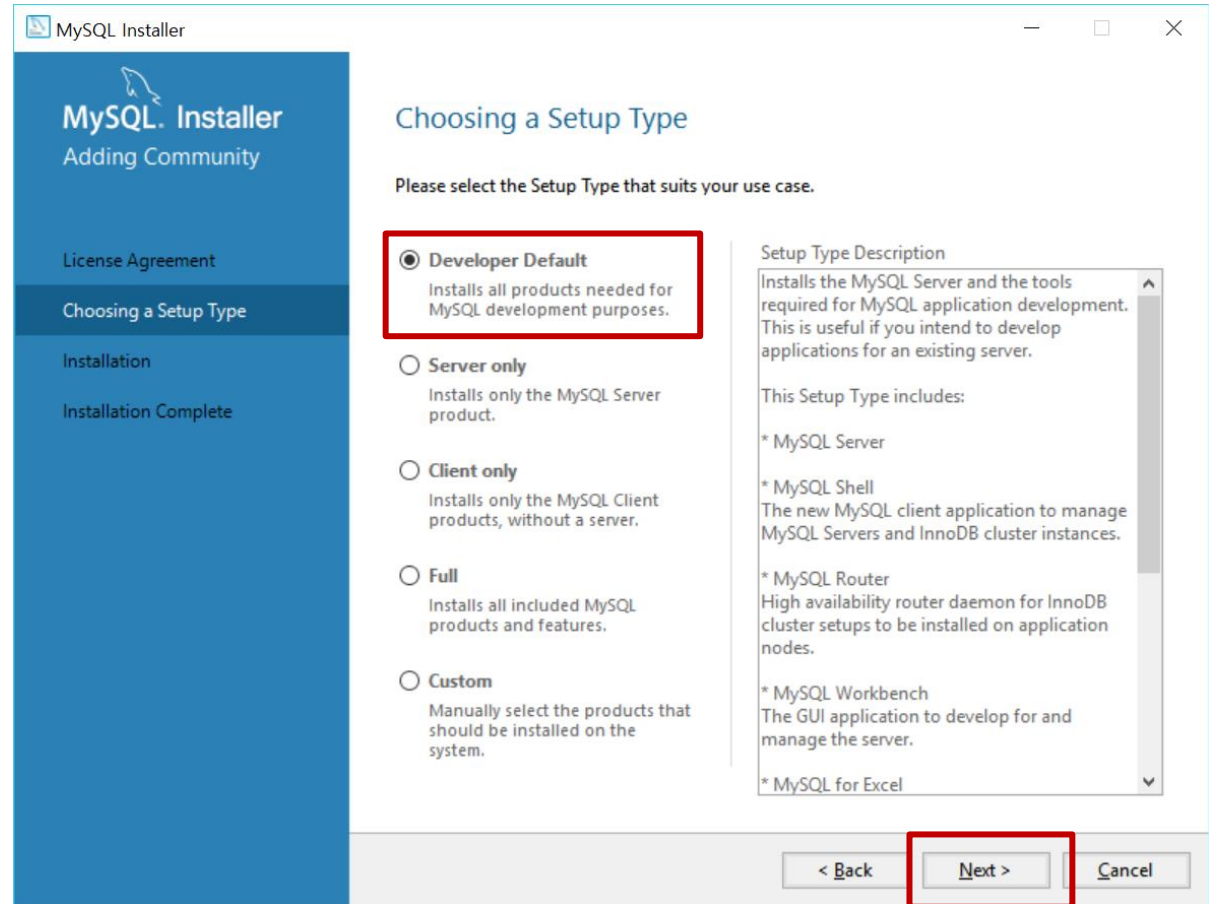 MySQL Installer
MySQL. Installer
Adding Community
License Agreement
Choosing a Setup Type
Installation
Installation Complete
Choosing a Setup Type
Please select the Setup Type that suits your use case.
Developer Default
Installs all products needed for
MySQL development purposes.
Server only
Installs only the MySQL Server
product.
Client only
Installs only the MySQL Client
products, without a server.
Full
Installs all included MySQL
products and features.
Custom
Manually select the products that
should be installed on the
system.
Setup Type Description
Installs the MySQL Server and the tools
required for MySQL application development.
This is useful if you intend to develop
applications for an existing server.
This Setup Type includes:
* MySQL Server
* MySQL Shell
The new MySQL client application to manage
MySQL Servers and InnoDB cluster instances.
* MySQL Router
High availability router daemon for InnoDB
cluster setups to be installed on application
nodes.
* MySQL Workbench
The GUI application to develop for and
manage the server.
* MySQL for Excel
< Back
Next >
Cancel